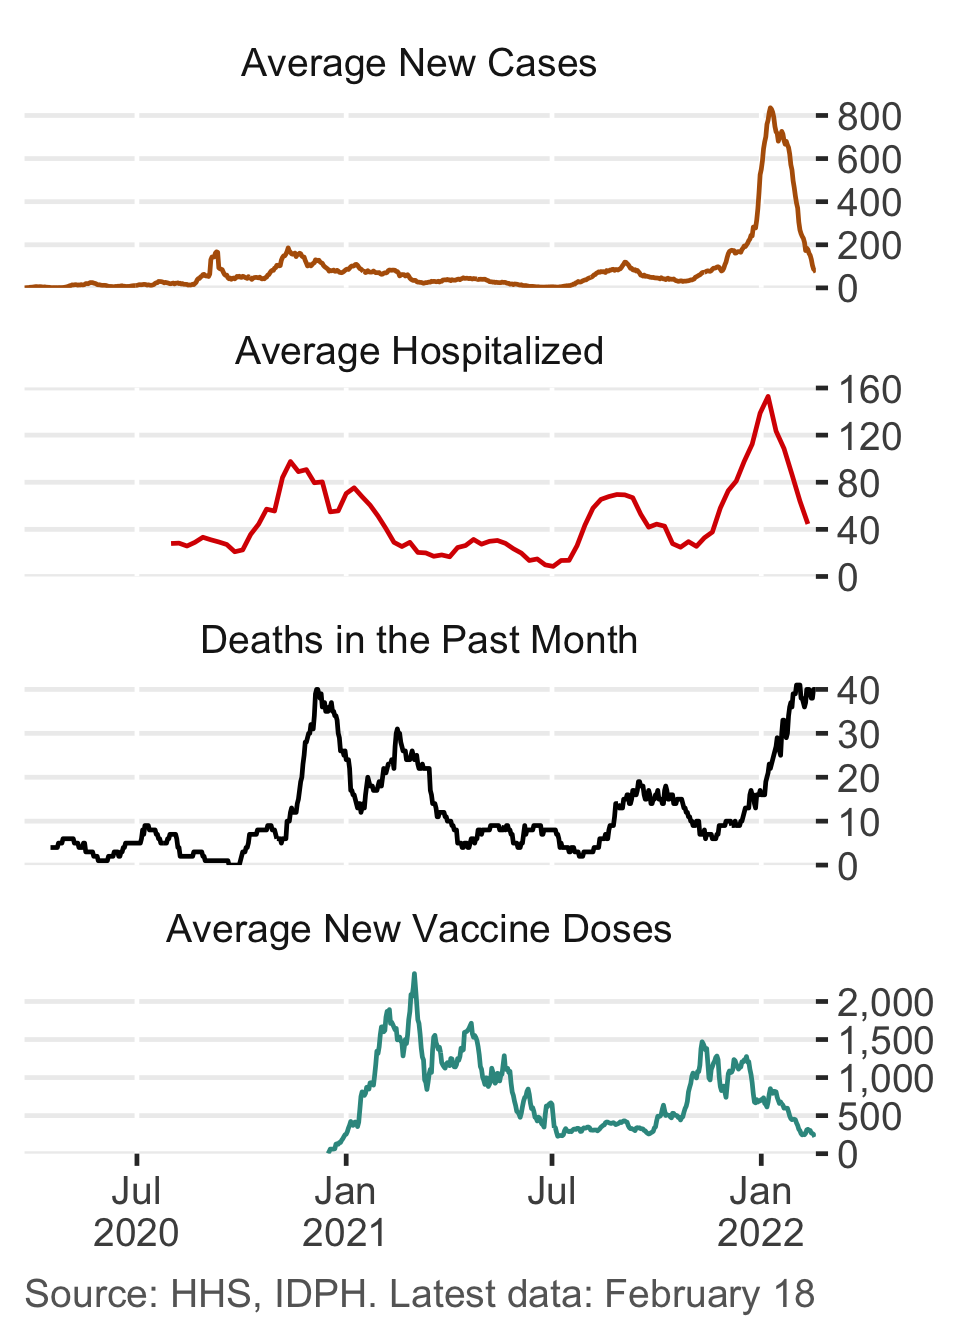 Average New Cases
800
600
400
200
0
Average Hospitalized
160
120
80
40
0
Deaths in the Past Month
40
30
20
10
0
Average New Vaccine Doses
2,000
1,500
1,000
500
0
Jul Jan Jul Jan
2020 2021 2022
Source: HHS, IDPH. Latest data: February 18